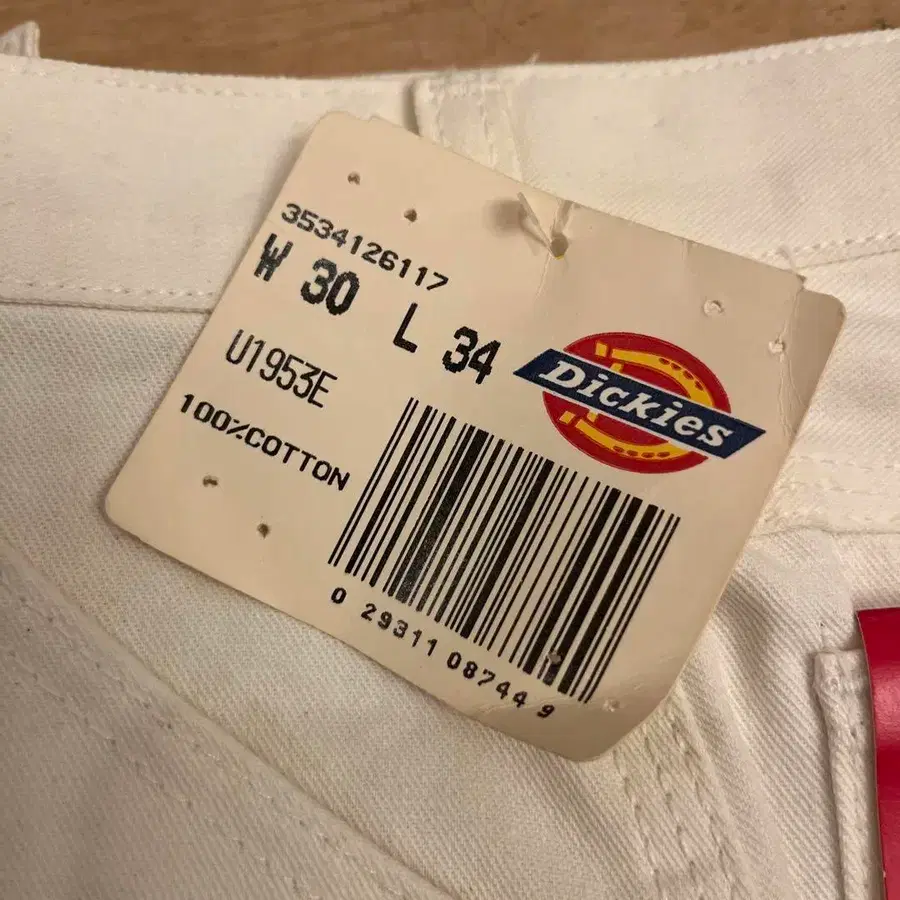 3534126117
W 30 L 34
U1953E
100%COTTON
Dickies
0 29311 08744 9